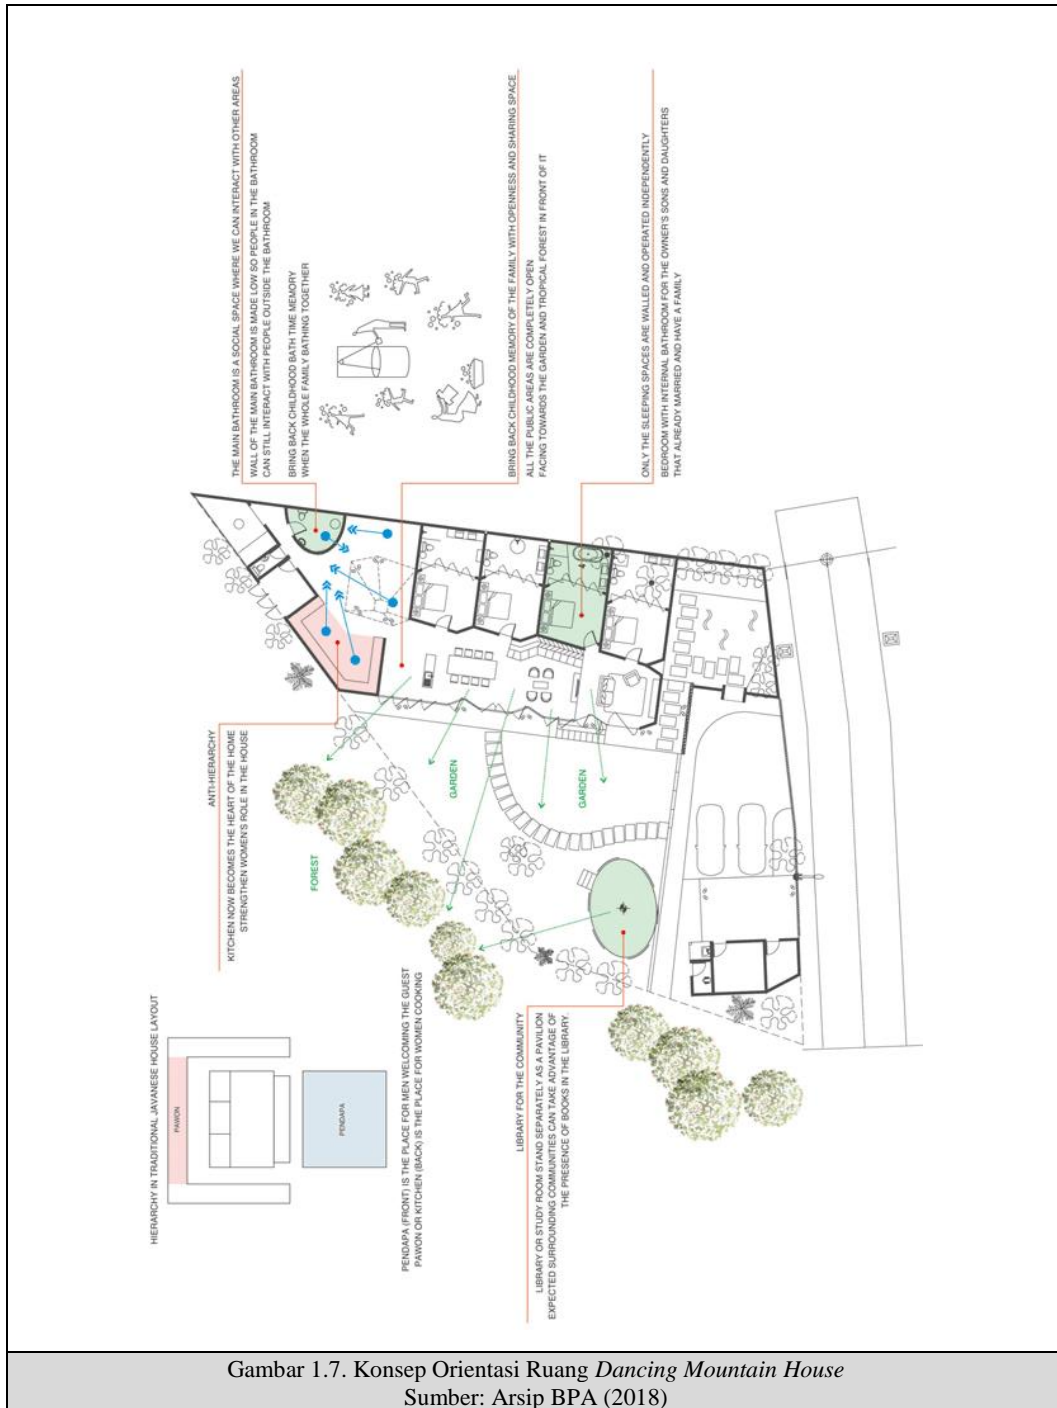 HIERARCHY IN TRADITIONAL JAVANESE HOUSE LAYOUT
PAWON
PENDAPA
PENDAPA (FRONT) IS THE PLACE FOR MEN WELCOMING THE GUEST
PAWON OR KITCHEN (BACK) IS THE PLACE FOR WOMEN COOKING
ANTI-HIERARCHY
KITCHEN NOW BECOMES THE HEART OF THE HOME
STRENGTHEN WOMEN'S ROLE IN THE HOUSE
THE MAIN BATHROOM IS A SOCIAL SPACE WHERE WE CAN INTERACT WITH OTHER AREAS
WALL OF THE MAIN BATHROOM IS MADE LOW SO PEOPLE IN THE BATHROOM
CAN STILL INTERACT WITH PEOPLE OUTSIDE THE BATHROOM
BRING BACK CHILDHOOD BATH TIME MEMORY
WHEN THE WHOLE FAMILY BATHING TOGETHER
FOREST
GARDEN
GARDEN
BRING BACK CHILDHOOD MEMORY OF THE FAMILY WITH OPENNESS AND SHARING SPACE
ALL THE PUBLIC AREAS ARE COMPLETELY OPEN
FACING TOWARDS THE GARDEN AND TROPICAL FOREST IN FRONT OF IT
LIBRARY FOR THE COMMUNITY
LIBRARY OR STUDY ROOM STAND SEPARATELY AS A PAVILION
EXPECTED SURROUNDING COMMUNITIES CAN TAKE ADVANTAGE OF
THE PRESENCE OF BOOKS IN THE LIBRARY.
ONLY THE SLEEPING SPACES ARE WALLED AND OPERATED INDEPENDENTLY
BEDROOM WITH INTERNAL BATHROOM FOR THE OWNER'S SONS AND DAUGHTERS
THAT ALREADY MARRIED AND HAVE A FAMILY
Gambar 1.7. Konsep Orientasi Ruang Dancing Mountain House
Sumber: Arsip BPA (2018)